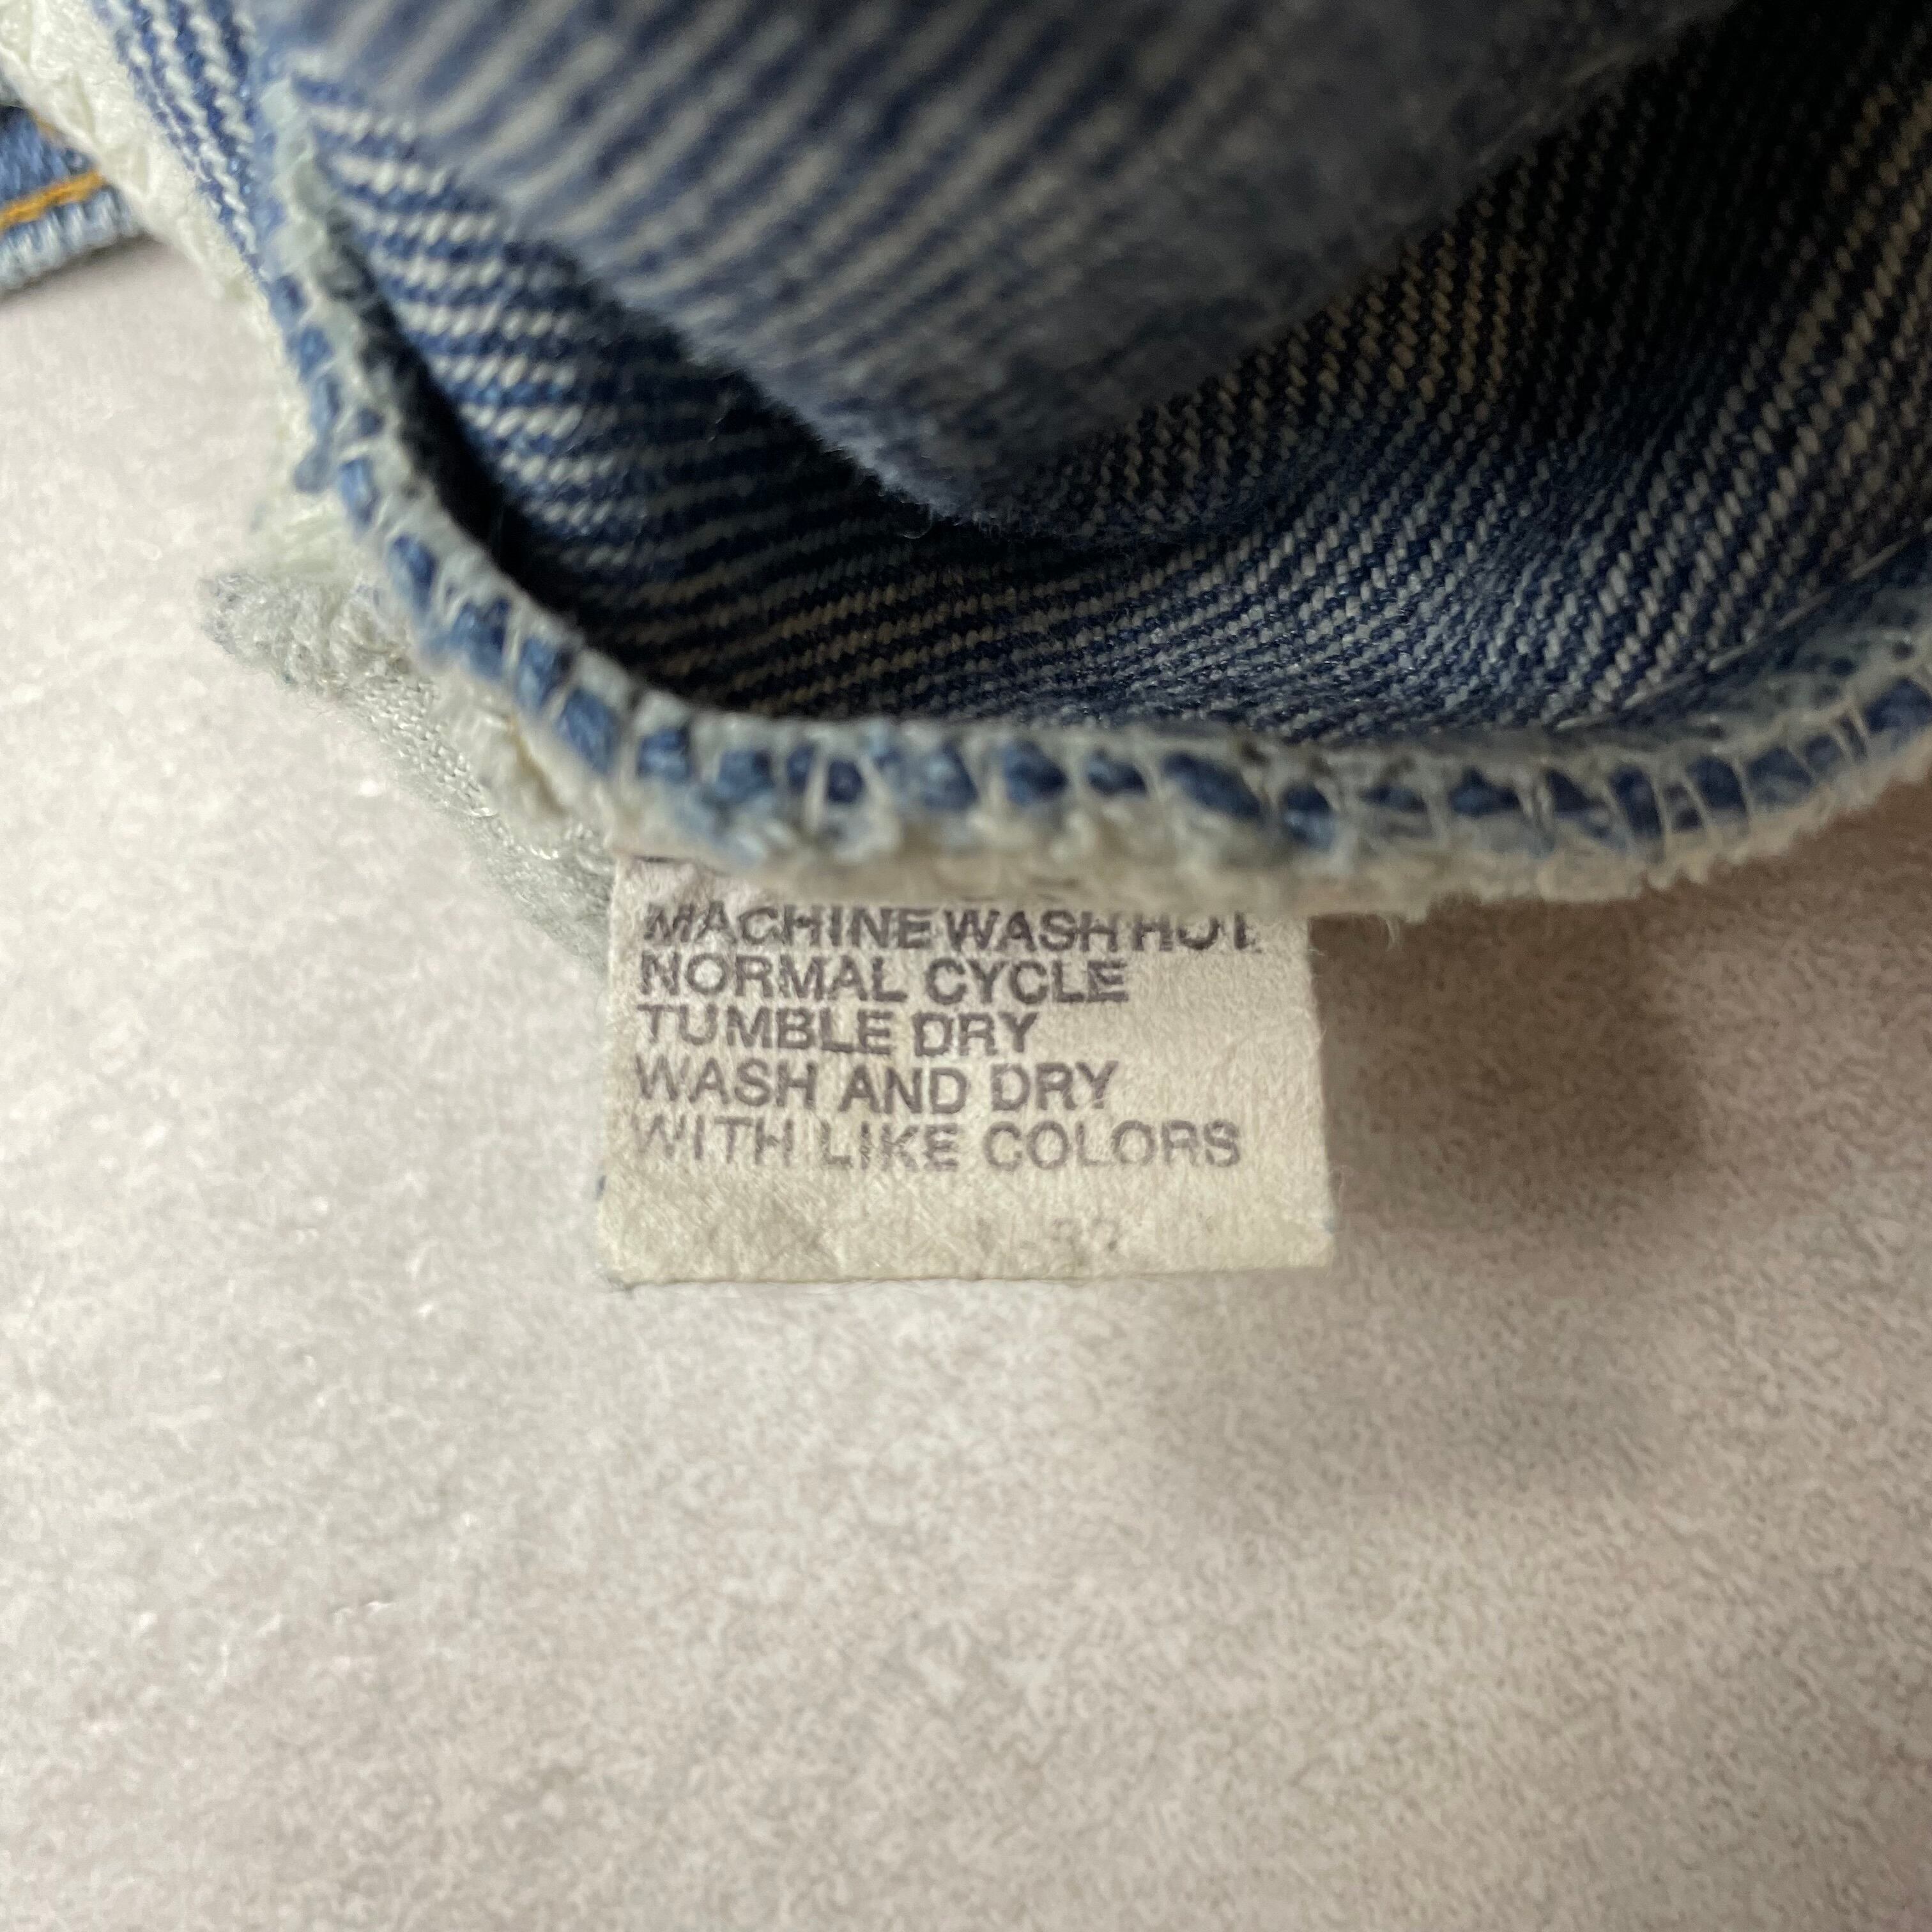 MACHINE WASH HOT
NORMAL CYCLE
TUMBLE DRY
WASH AND DRY
WITH LIKE COLORS